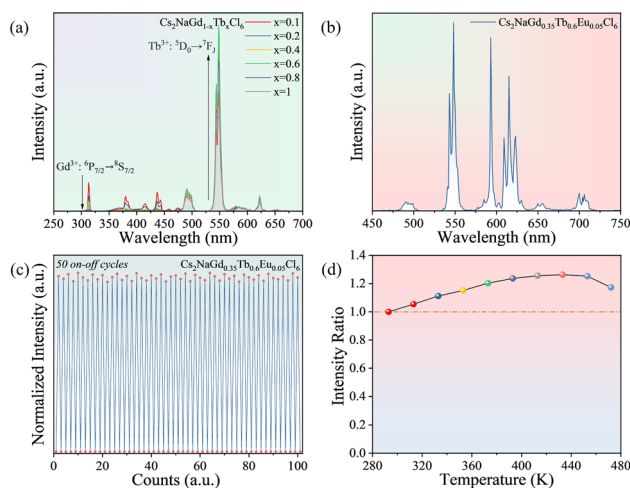 (a)
Cs₂NaGd₁₋ₓTbₓCl₆
Tb³⁺: ⁵D₀→⁷F_J
x=0.1
x=0.2
x=0.4
x=0.6
x=0.8
x=1
Gd³⁺: ⁶P₇/₂→⁸S₇/₂
Intensity (a.u.)
250 300 350 400 450 500 550 600 650 700
Wavelength (nm)
(b)
Cs₂NaGd₀.₃₅Tb₀.₆Eu₀.₀₅Cl₆
Intensity (a.u.)
450 500 550 600 650 700 750
Wavelength (nm)
(c)
50 on-off cycles
Cs₂NaGd₀.₃₅Tb₀.₆Eu₀.₀₅Cl₆
Normalized Intensity (a.u.)
0 20 40 60 80 100
Counts (a.u.)
(d)
Intensity Ratio
1.4
1.2
1.0
0.8
0.6
0.4
0.2
0.0
280 320 360 400 440 480
Temperature (K)